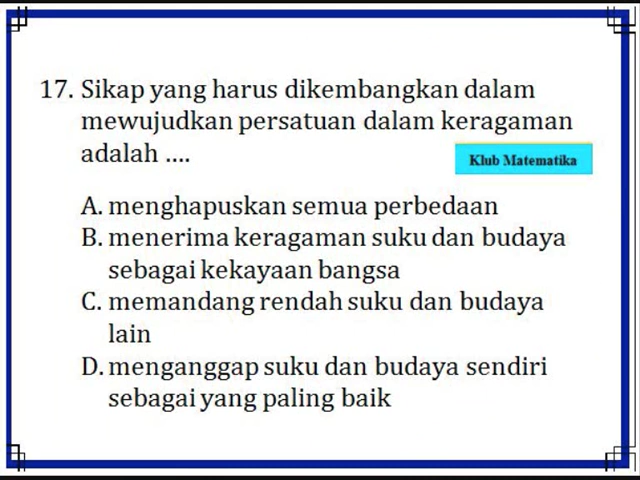 17. Sikap yang harus dikembangkan dalam
mewujudkan persatuan dalam keragaman
adalah ....
Klub Matematika
A. menghapuskan semua perbedaan
B. menerima keragaman suku dan budaya
sebagai kekayaan bangsa
C. memandang rendah suku dan budaya
lain
D. menganggap suku dan budaya sendiri
sebagai yang paling baik